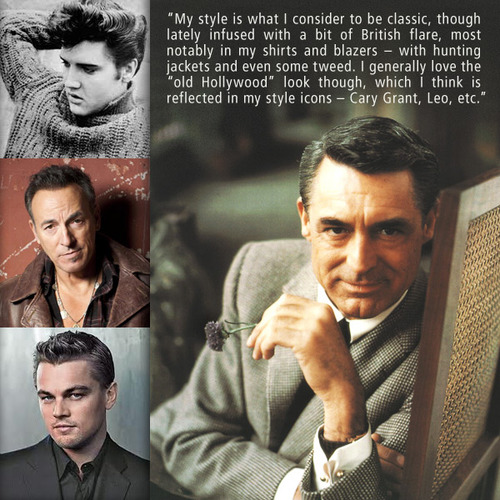 “My style is what I consider to be classic, though
lately infused with a bit of British flare, most
notably in my shirts and blazers – with hunting
jackets and even some tweed. I generally love the
“old Hollywood” look though, which I think is
reflected in my style icons – Cary Grant, Leo, etc.”